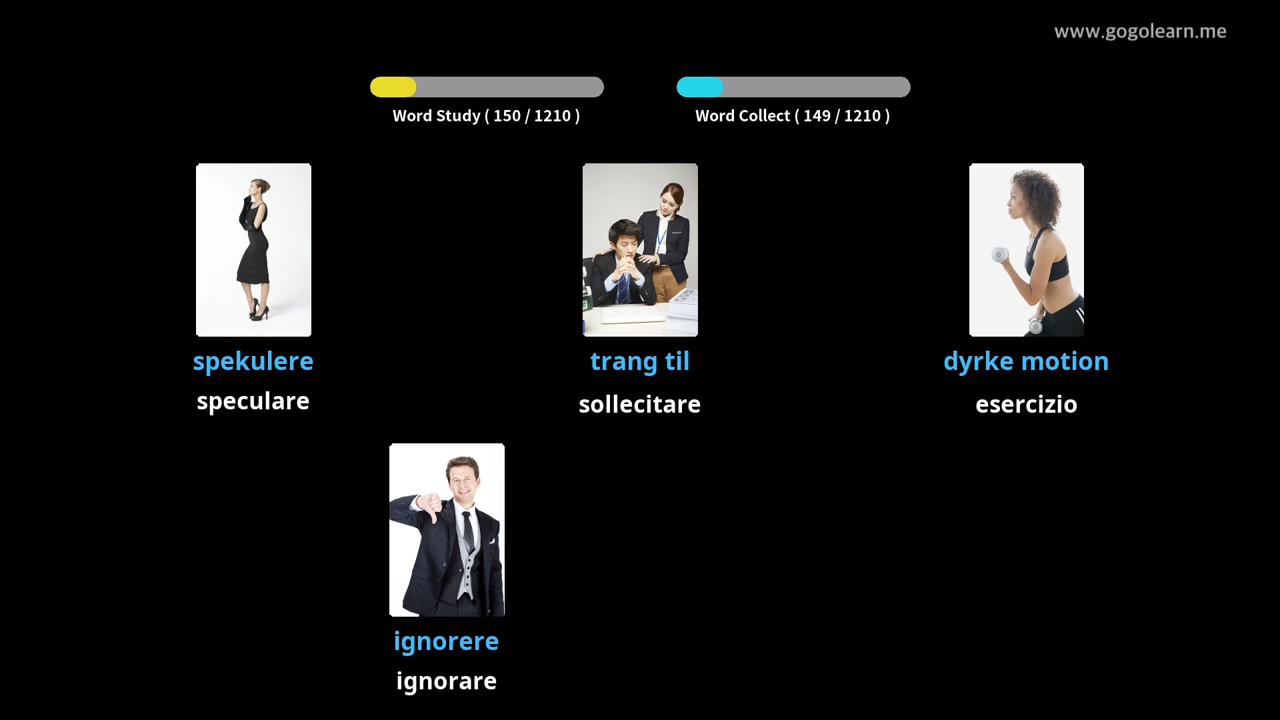 www.gogolearn.me
Word Study ( 150 / 1210 )
Word Collect ( 149 / 1210 )
spekulere
speculare
trang til
sollecitare
dyrke motion
esercizio
ignorere
ignorare